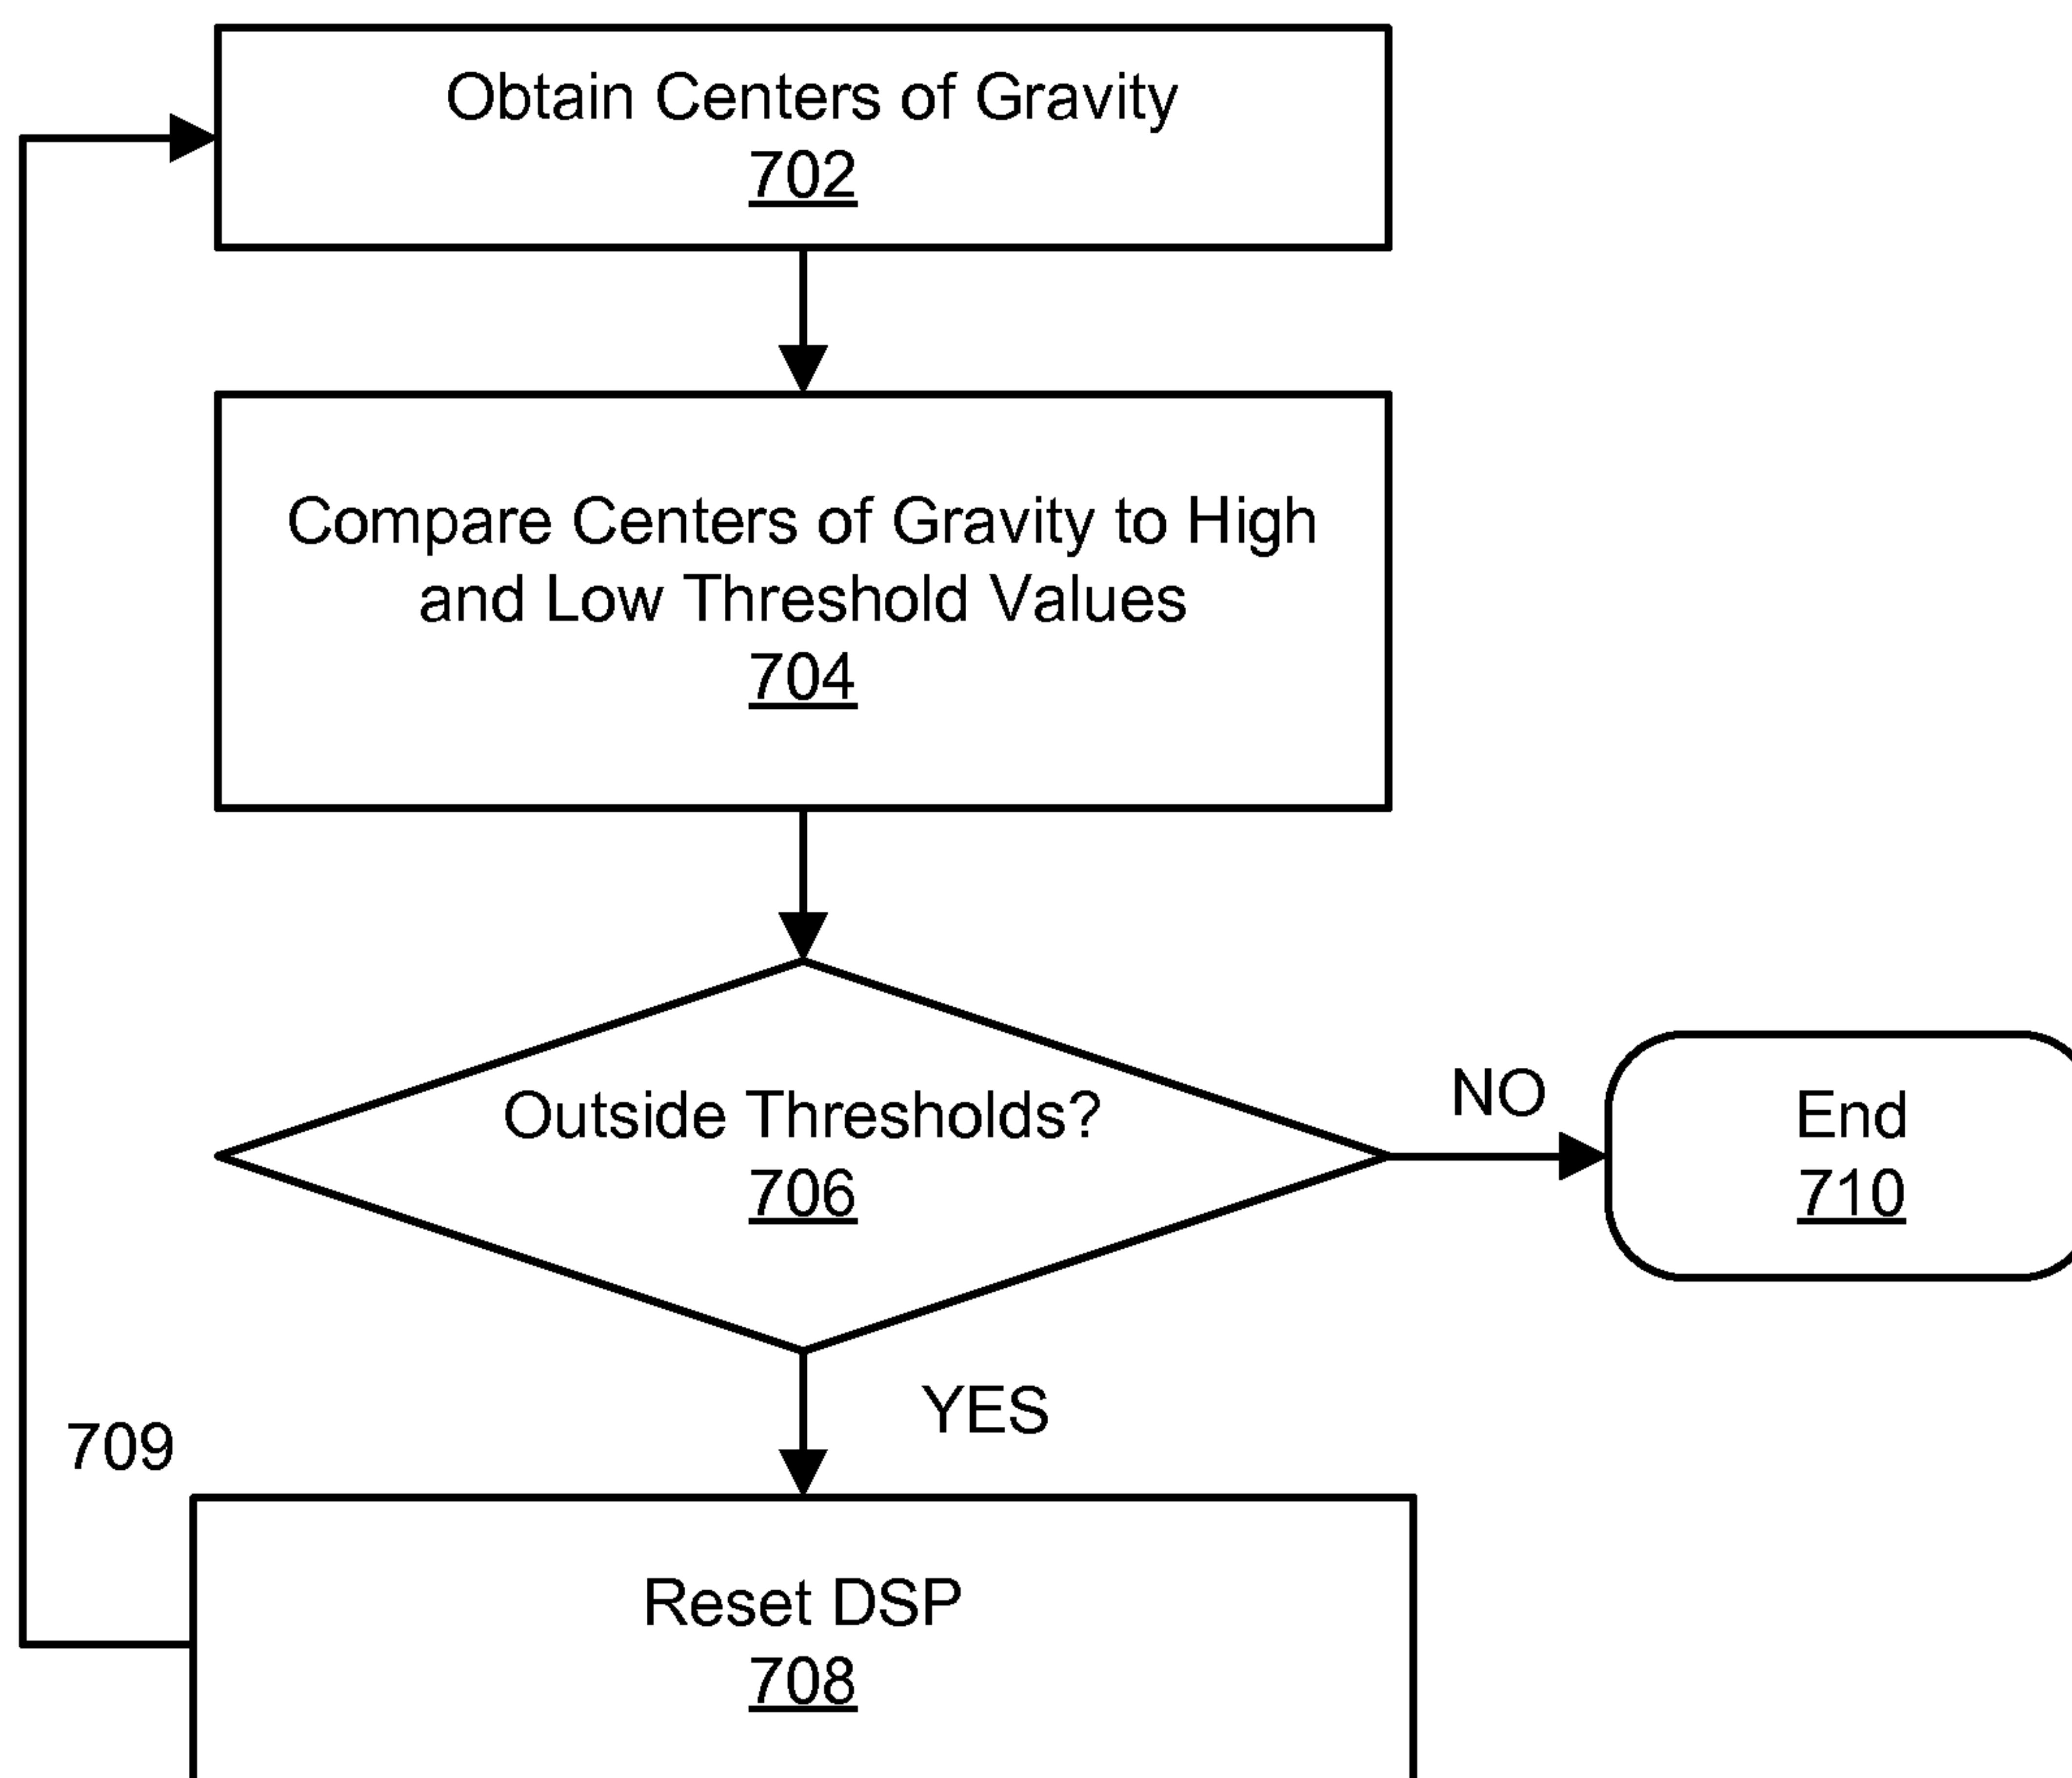 Obtain Centers of Gravity
702
Compare Centers of Gravity to High
and Low Threshold Values
704
Outside Thresholds?
706
NO
End
710
YES
709
Reset DSP
708